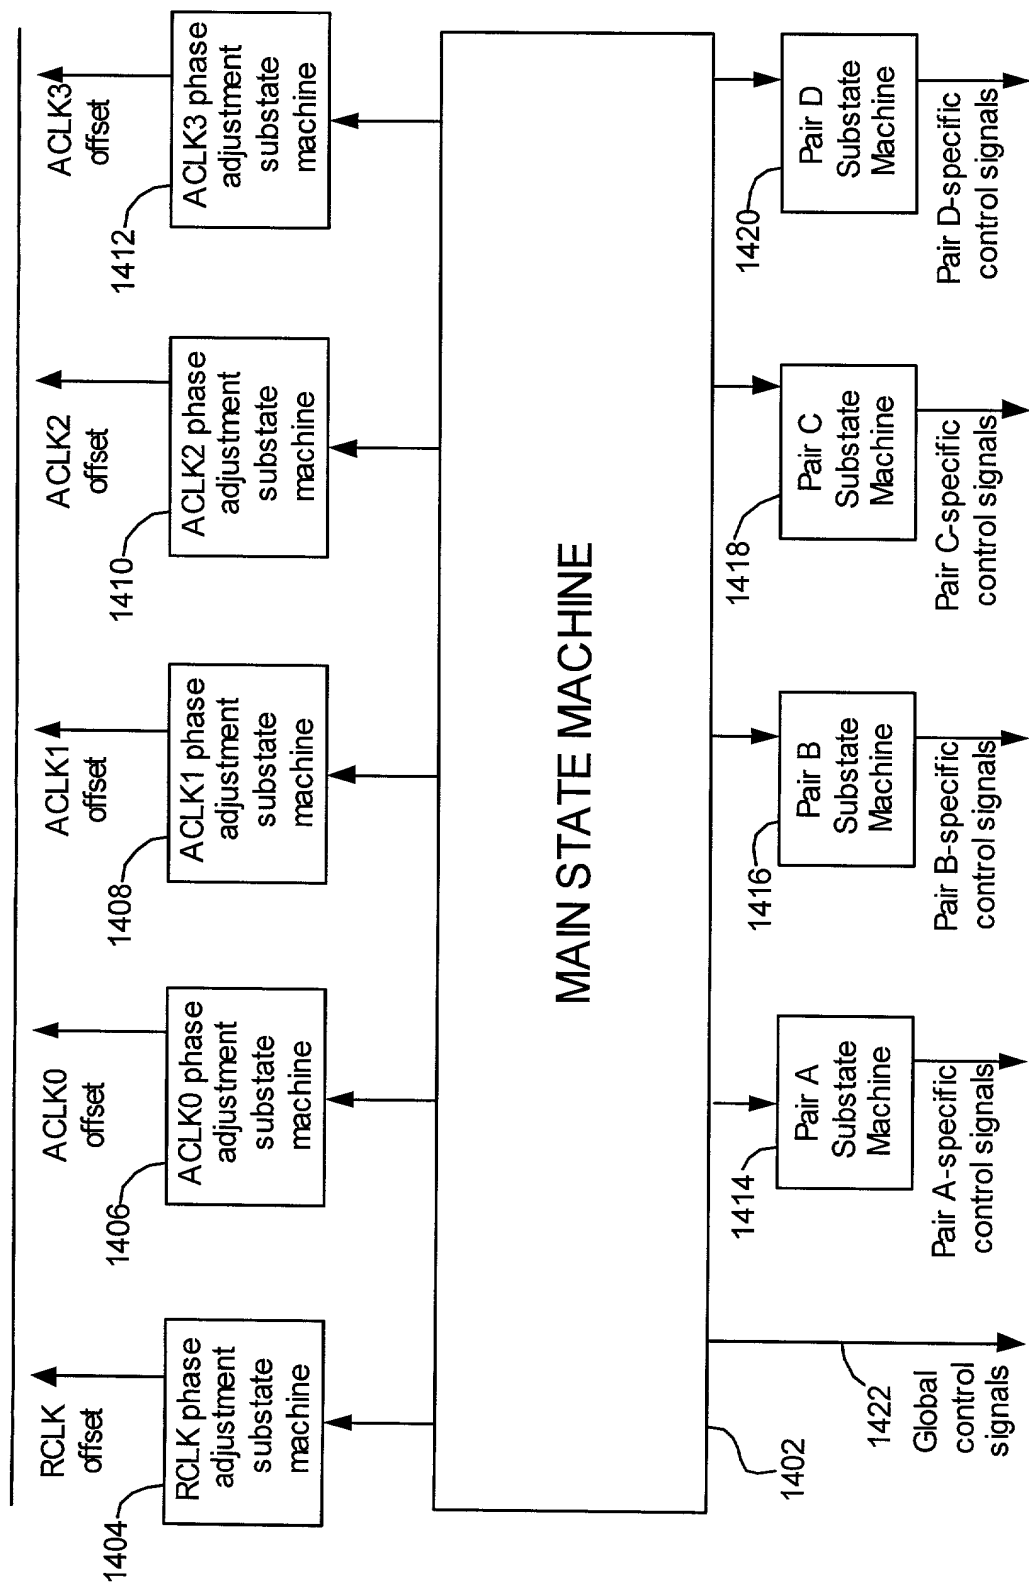 RCLK
offset
ACLK0
offset
ACLK1
offset
ACLK2
offset
ACLK3
offset
1404
RCLK phase
adjustment
substate
machine
1406
ACLK0 phase
adjustment
substate
machine
1408
ACLK1 phase
adjustment
substate
machine
1410
ACLK2 phase
adjustment
substate
machine
1412
ACLK3 phase
adjustment
substate
machine
MAIN STATE MACHINE
1402
1422
Global
control
signals
1414
Pair A
Substate
Machine
Pair A-specific
control signals
1416
Pair B
Substate
Machine
Pair B-specific
control signals
1418
Pair C
Substate
Machine
Pair C-specific
control signals
1420
Pair D
Substate
Machine
Pair D-specific
control signals